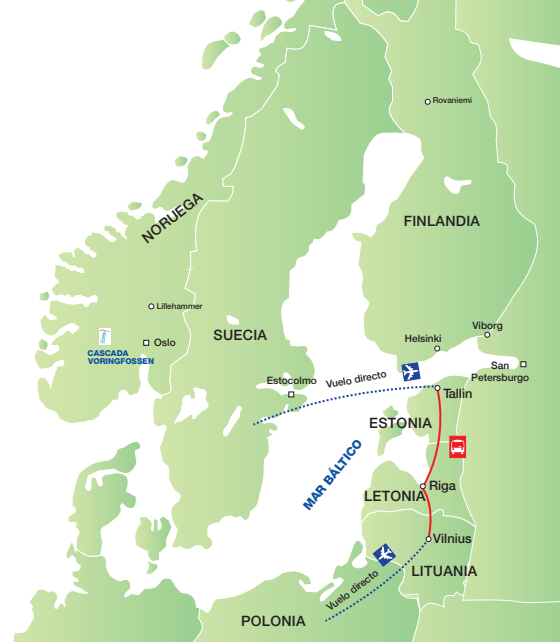 Rovaniemi
NORUEGA
FINLANDIA
Lillehammer
SUECIA
Oslo
CASCADA
VORINGFOSSEN
Helsinki
Viborg
San
Petersburgo
Estocolmo
Vuelo directo
Tallin
ESTONIA
MAR BÁLTICO
Riga
LETONIA
Vilnius
LITUANIA
Vuelo directo
POLONIA